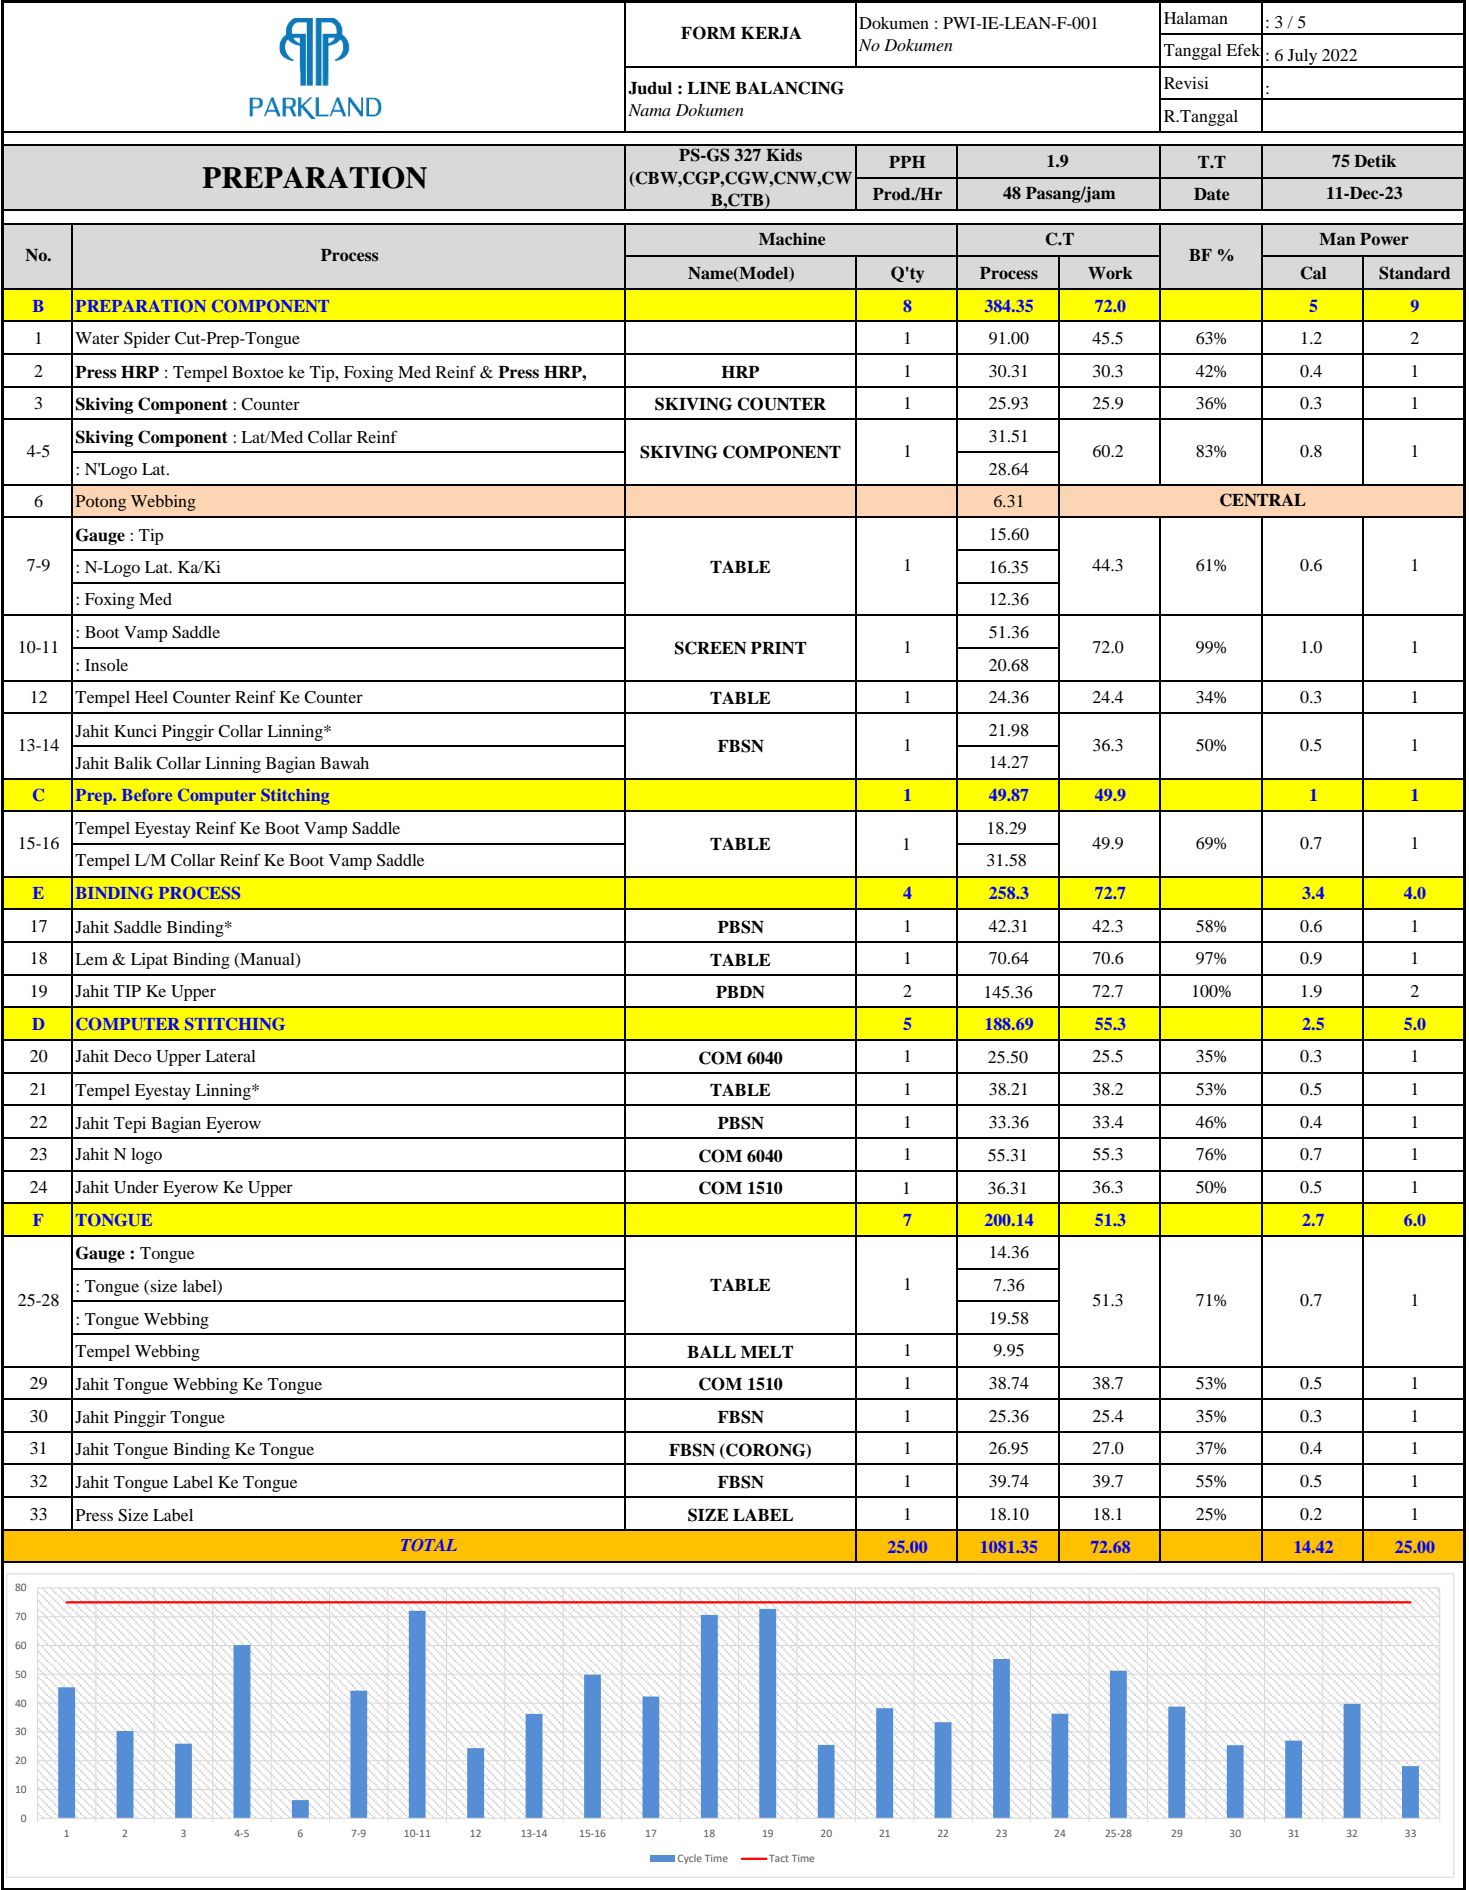 PARKLAND
FORM KERJA
Dokumen : PWI-IE-LEAN-F-001
No Dokumen
Halaman : 3 / 5
Tanggal Efek : 6 July 2022
Judul : LINE BALANCING
Nama Dokumen
Revisi :
R.Tanggal
PREPARATION
PS-GS 327 Kids
(CBW,CGP,CGW,CNW,CW
B,CTB)
PPH 1.9 T.T 75 Detik
Prod./Hr 48 Pasang/jam Date 11-Dec-23
No. Process Machine C.T BF % Man Power
Name(Model) Q'ty Process Work Cal Standard
B PREPARATION COMPONENT 8 384.35 72.0 5 9
1 Water Spider Cut-Prep-Tongue 1 91.00 45.5 63% 1.2 2
2 Press HRP : Tempel Boxtoe ke Tip, Foxing Med Reinf & Press HRP, HRP 1 30.31 30.3 42% 0.4 1
3 Skiving Component : Counter SKIVING COUNTER 1 25.93 25.9 36% 0.3 1
4-5 Skiving Component : Lat/Med Collar Reinf SKIVING COMPONENT 1 31.51 60.2 83% 0.8 1
: N'Logo Lat. 28.64
6 Potong Webbing 6.31 CENTRAL
7-9 Gauge : Tip TABLE 1 15.60 44.3 61% 0.6 1
: N-Logo Lat. Ka/Ki 16.35
: Foxing Med 12.36
10-11 : Boot Vamp Saddle SCREEN PRINT 1 51.36 72.0 99% 1.0 1
: Insole 20.68
12 Tempel Heel Counter Reinf Ke Counter TABLE 1 24.36 24.4 34% 0.3 1
13-14 Jahit Kunci Pinggir Collar Linning* FBSN 1 21.98 36.3 50% 0.5 1
Jahit Balik Collar Linning Bagian Bawah 14.27
C Prep. Before Computer Stitching 1 49.87 49.9 1 1
15-16 Tempel Eyestay Reinf Ke Boot Vamp Saddle TABLE 1 18.29 49.9 69% 0.7 1
Tempel L/M Collar Reinf Ke Boot Vamp Saddle 31.58
E BINDING PROCESS 4 258.3 72.7 3.4 4.0
17 Jahit Saddle Binding* PBSN 1 42.31 42.3 58% 0.6 1
18 Lem & Lipat Binding (Manual) TABLE 1 70.64 70.6 97% 0.9 1
19 Jahit TIP Ke Upper PBDN 2 145.36 72.7 100% 1.9 2
D COMPUTER STITCHING 5 188.69 55.3 2.5 5.0
20 Jahit Deco Upper Lateral COM 6040 1 25.50 25.5 35% 0.3 1
21 Tempel Eyestay Linning* TABLE 1 38.21 38.2 53% 0.5 1
22 Jahit Tepi Bagian Eyerow PBSN 1 33.36 33.4 46% 0.4 1
23 Jahit N logo COM 6040 1 55.31 55.3 76% 0.7 1
24 Jahit Under Eyerow Ke Upper COM 1510 1 36.31 36.3 50% 0.5 1
F TONGUE 7 200.14 51.3 2.7 6.0
25-28 Gauge : Tongue TABLE 1 14.36 51.3 71% 0.7 1
: Tongue (size label) 7.36
: Tongue Webbing 19.58
Tempel Webbing BALL MELT 1 9.95
29 Jahit Tongue Webbing Ke Tongue COM 1510 1 38.74 38.7 53% 0.5 1
30 Jahit Pinggir Tongue FBSN 1 25.36 25.4 35% 0.3 1
31 Jahit Tongue Binding Ke Tongue FBSN (CORONG) 1 26.95 27.0 37% 0.4 1
32 Jahit Tongue Label Ke Tongue FBSN 1 39.74 39.7 55% 0.5 1
33 Press Size Label SIZE LABEL 1 18.10 18.1 25% 0.2 1
TOTAL 25.00 1081.35 72.68 14.42 25.00
80
70
60
50
40
30
20
10
0
1 2 3 4-5 6 7-9 10-11 12 13-14 15-16 17 18 19 20 21 22 23 24 25-28 29 30 31 32 33
Cycle Time Tact Time